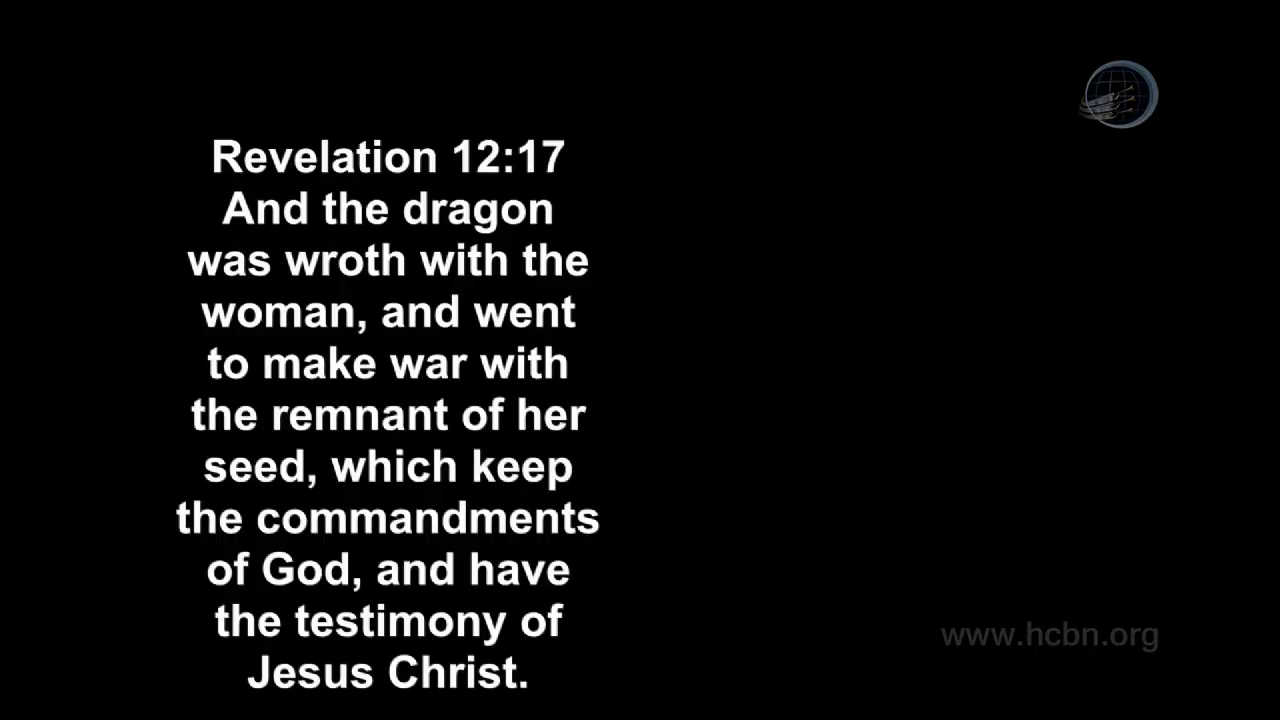 Revelation 12:17
And the dragon
was wroth with the
woman, and went
to make war with
the remnant of her
seed, which keep
the commandments
of God, and have
the testimony of
Jesus Christ.
www.hcbn.org